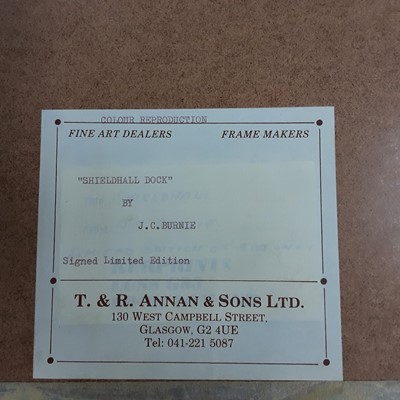 COLOUR REPRODUCTION
FINE ART DEALERS FRAME MAKERS
"SHIELDHALL DOCK"
BY
J.C.BURNIE
Signed Limited Edition
T. & R. ANNAN & SONS LTD.
130 WEST CAMPBELL STREET,
GLASGOW, G2 4UE
Tel: 041-221 5087